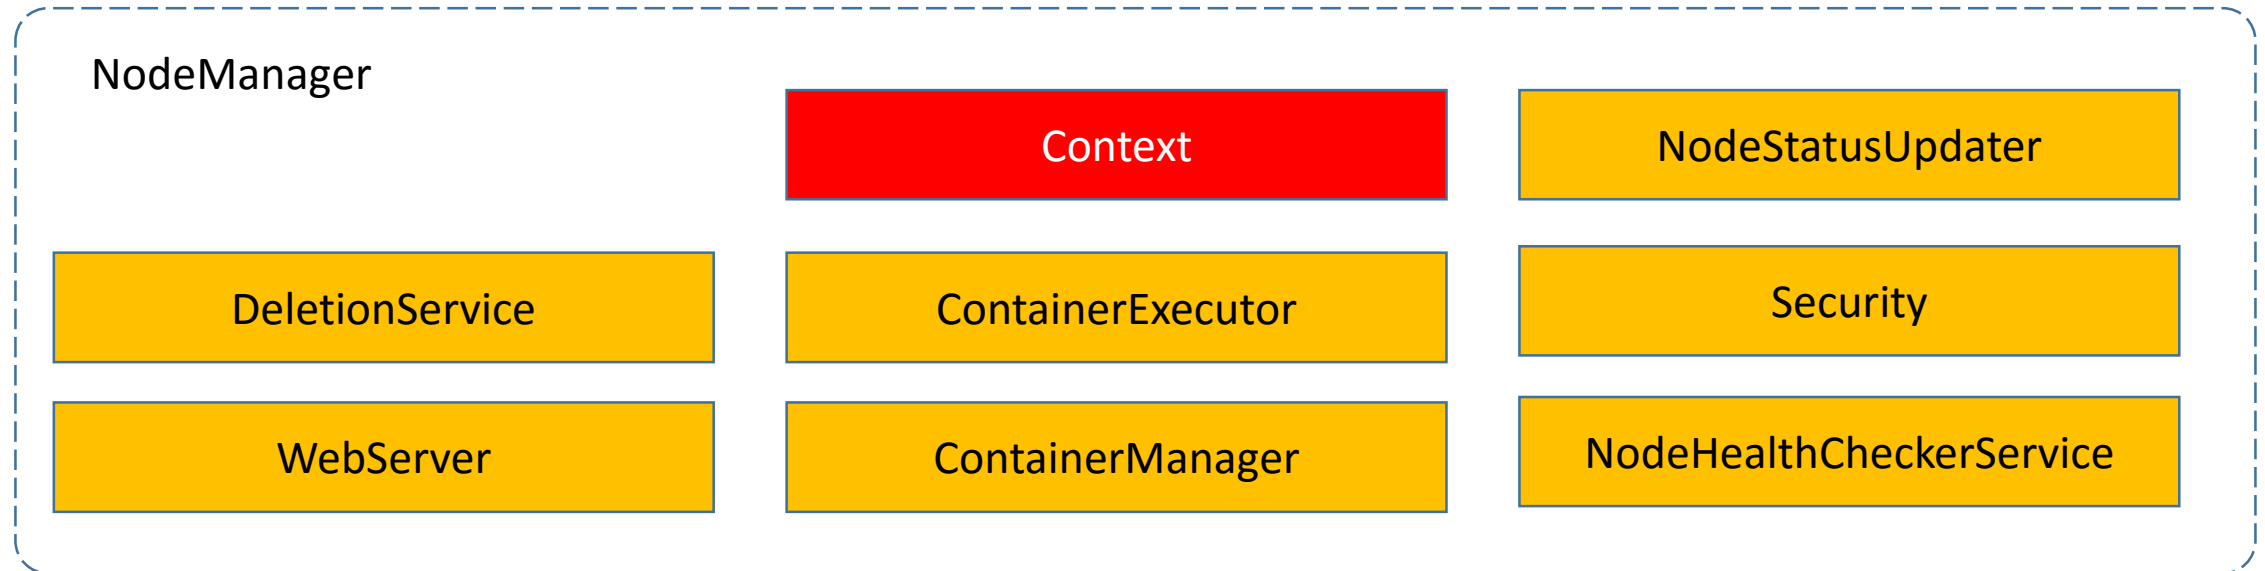 NodeManager
Context
NodeStatusUpdater
DeletionService
ContainerExecutor
Security
WebServer
ContainerManager
NodeHealthCheckerService